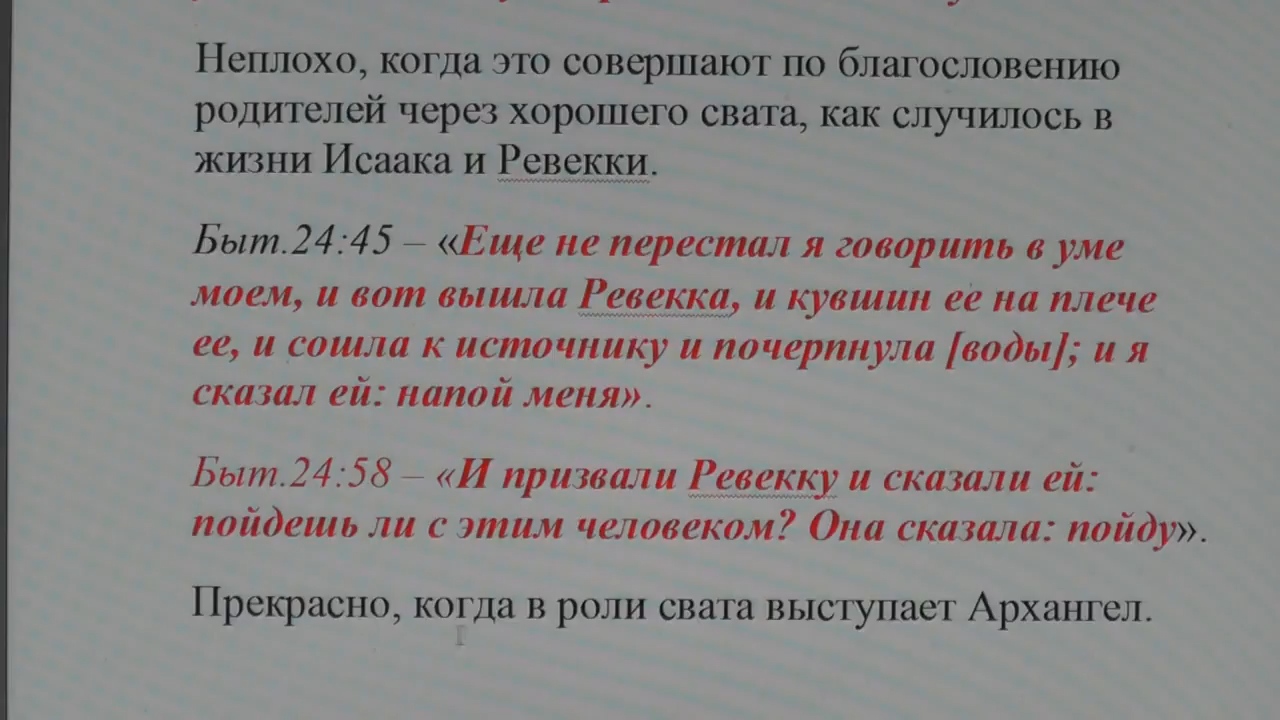 Неплохо, когда это совершают по благословению
родителей через хорошего свата, как случилось в
жизни Исаака и Ревекки.
Быт.24:45 – «Еще не перестал я говорить в уме
моем, и вот вышла Ревекка, и кувшин ее на плече
ее, и сошла к источнику и почерпнула [воды]; и я
сказал ей: напой меня».
Быт.24:58 – «И призвали Ревекку и сказали ей:
пойдешь ли с этим человеком? Она сказала: пойду».
Прекрасно, когда в роли свата выступает Архангел.